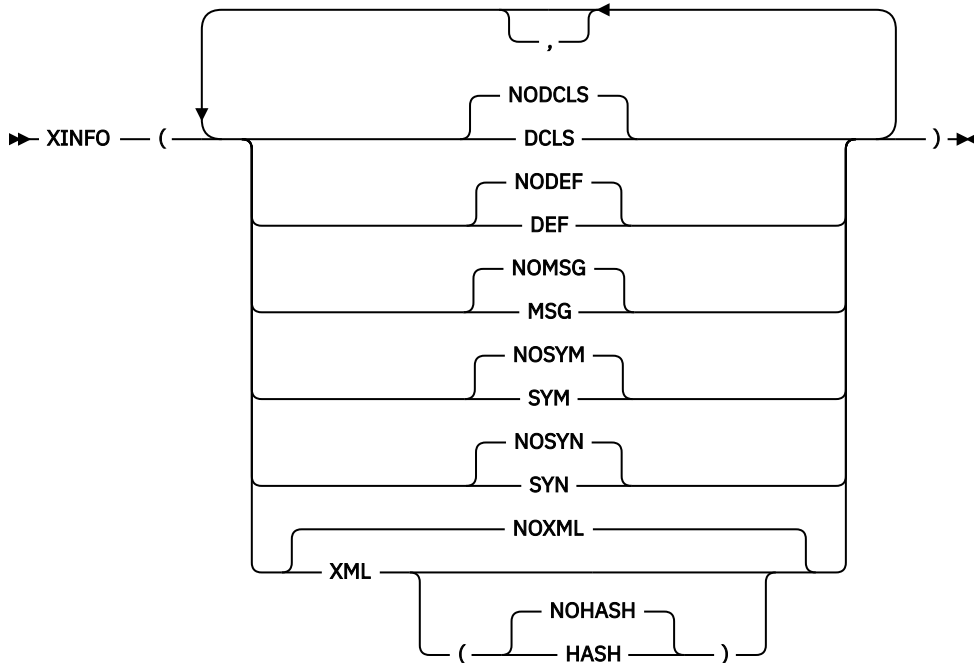 ,
NODCLS
XINFO ( DCLS )
NODEF
DEF
NOMSG
MSG
NOSYM
SYM
NOSYN
SYN
NOXML
XML
NOHASH
( HASH )